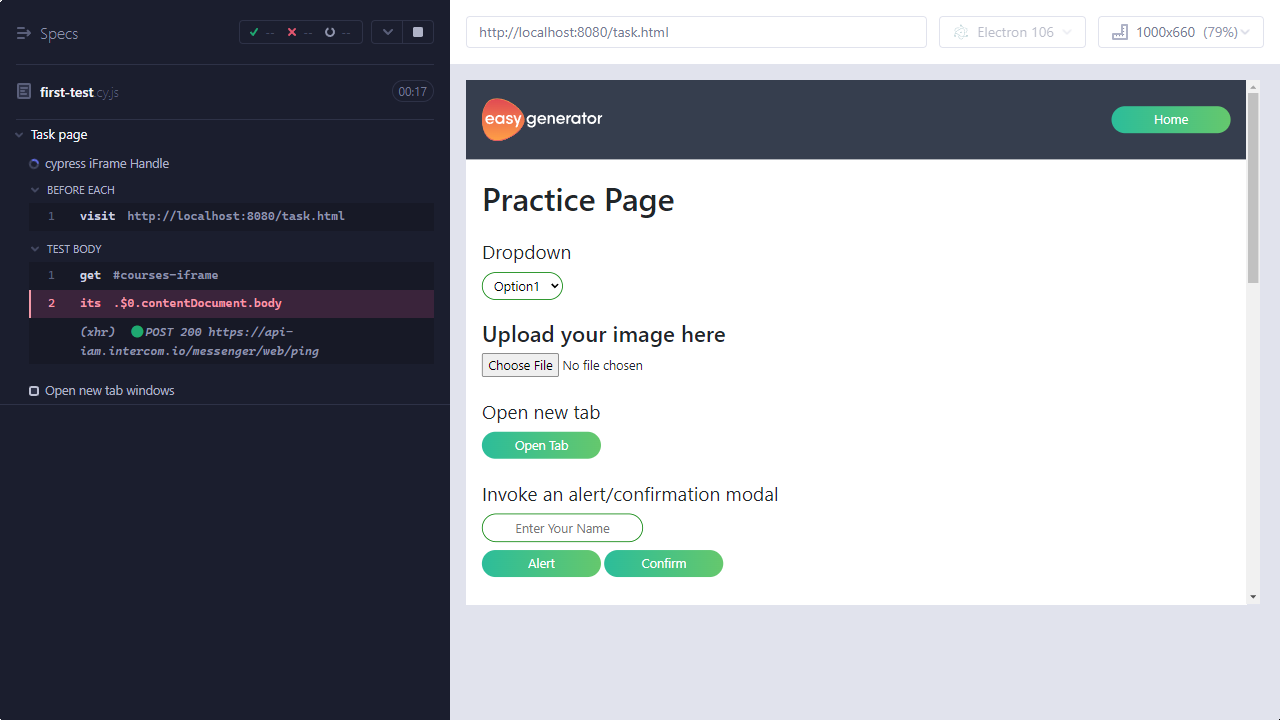 Specs
-- -- --
first-test.cy.js 00:17
Task page
cypress iFrame Handle
BEFORE EACH
1 visit http://localhost:8080/task.html
TEST BODY
1 get #courses-iframe
2 its .$0.contentDocument.body
(xhr) POST 200 https://api-
iam.intercom.io/messenger/web/ping
Open new tab windows
http://localhost:8080/task.html
Electron 106
1000x660 (79%)
easygenerator
Home
Practice Page
Dropdown
Option1
Upload your image here
Choose File No file chosen
Open new tab
Open Tab
Invoke an alert/confirmation modal
Enter Your Name
Alert Confirm